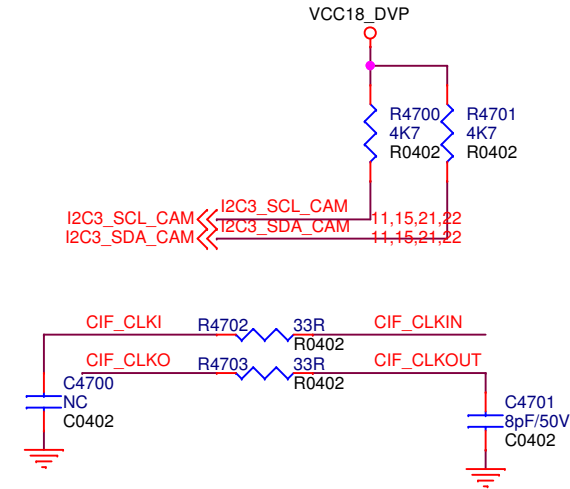 VCC18_DVP
R4700
4K7
R0402
R4701
4K7
R0402
I2C3_SCL_CAM
I2C3_SCL_CAM
11,15,21,22
I2C3_SDA_CAM
I2C3_SDA_CAM
11,15,21,22
CIF_CLKI
R4702
33R
R0402
CIF_CLKIN
CIF_CLKO
R4703
33R
R0402
CIF_CLKOUT
C4700
NC
C0402
C4701
8pF/50V
C0402